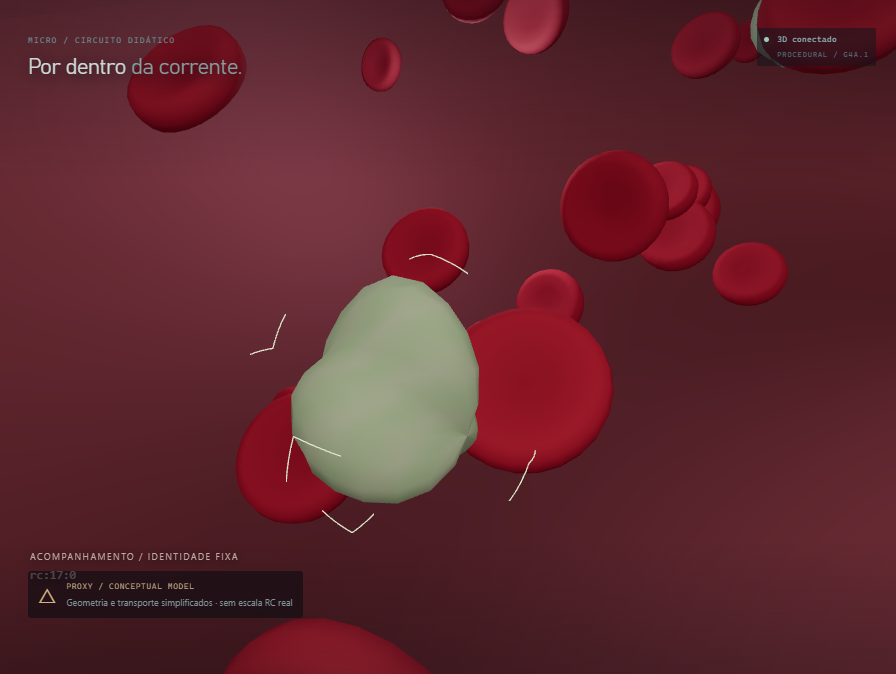 MICRO / CIRCUITO DIDÁTICO
Por dentro da corrente.
3D conectado
PROCEDURAL / G4A.1
ACOMPANHAMENTO / IDENTIDADE FIXA
rc:17:0
PROXY / CONCEPTUAL MODEL
Geometria e transporte simplificados · sem escala RC real